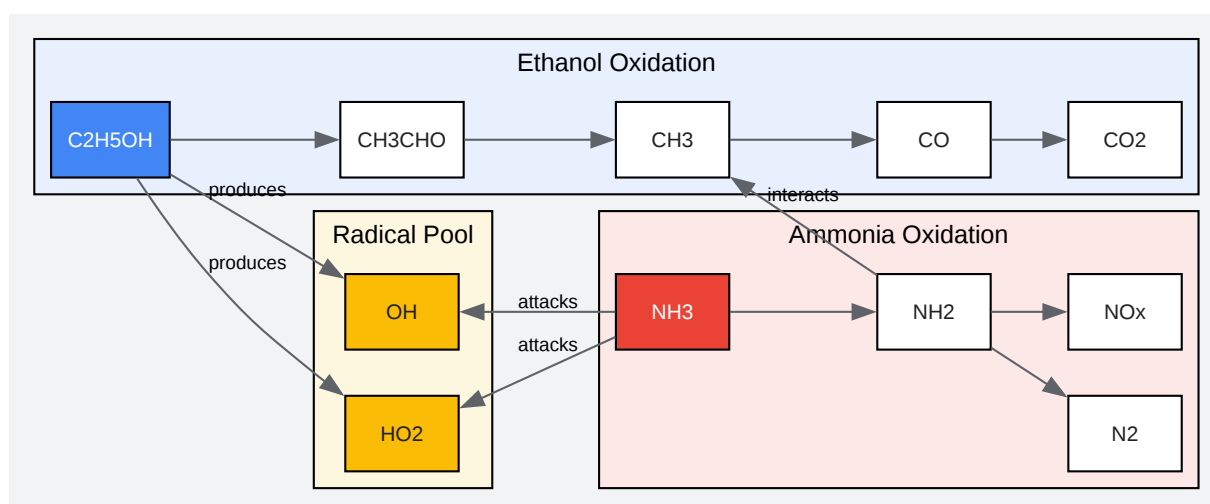 Ethanol Oxidation
C2H5OH
CH3CHO
CH3
CO
CO2
produces
interacts
Radical Pool
Ammonia Oxidation
produces
OH
attacks
NH3
NH2
NOx
attacks
HO2
N2